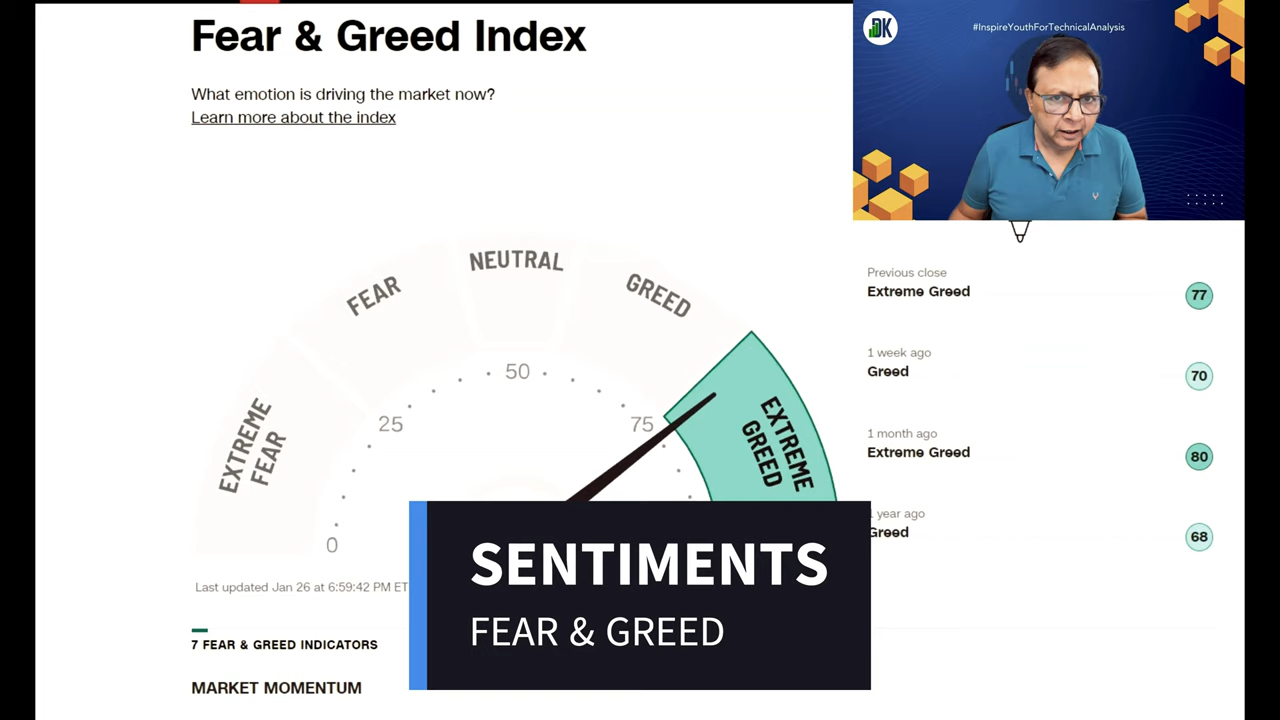 Fear & Greed Index
What emotion is driving the market now?
Learn more about the index
DK
#InspireYouthForTechnicalAnalysis
EXTREME
FEAR
FEAR
NEUTRAL
GREED
EXTREME
GREED
0
25
50
75
Previous close
Extreme Greed
77
1 week ago
Greed
70
1 month ago
Extreme Greed
80
year ago
Greed
68
Last updated Jan 26 at 6:59:42 PM ET
SENTIMENTS
FEAR & GREED
7 FEAR & GREED INDICATORS
MARKET MOMENTUM